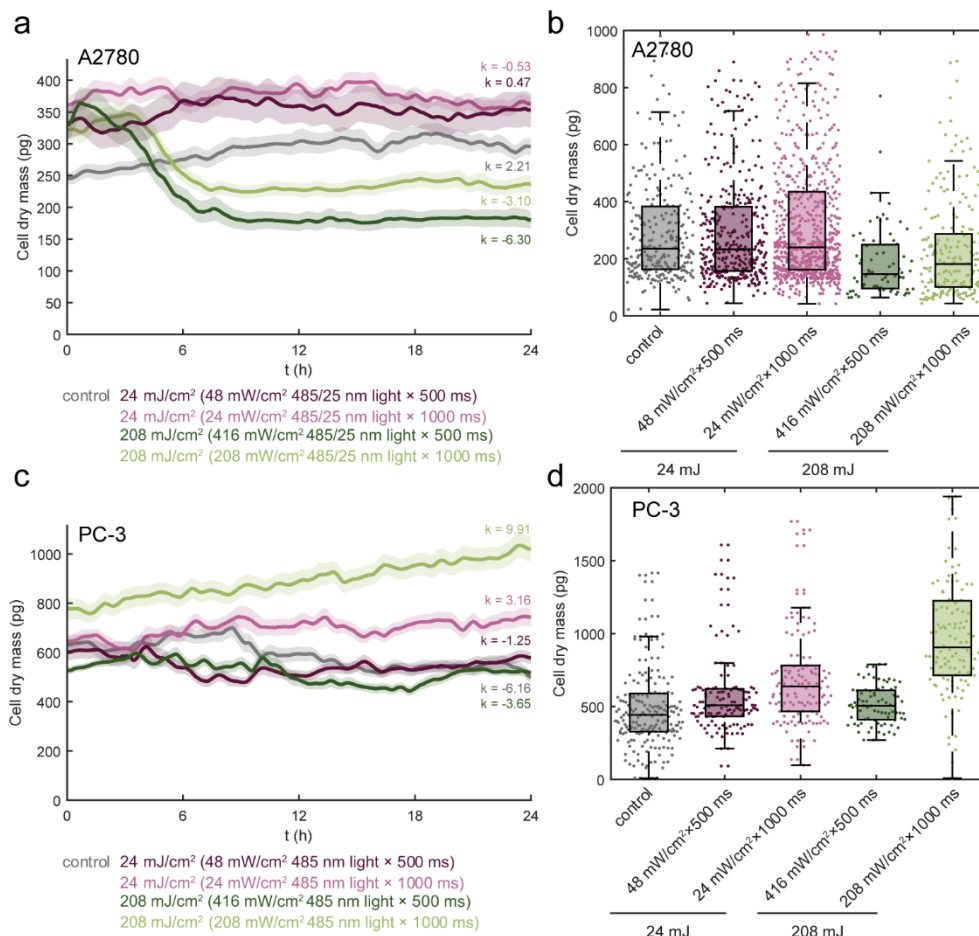 a
A2780
Cell dry mass (pg)
400
350
300
250
200
150
100
50
0
k = -0.53
k = 0.47
k = 2.21
k = -3.10
k = -6.30
0 6 12 18 24
t (h)
control 24 mJ/cm² (48 mW/cm² 485/25 nm light × 500 ms)
24 mJ/cm² (24 mW/cm² 485/25 nm light × 1000 ms)
208 mJ/cm² (416 mW/cm² 485/25 nm light × 500 ms)
208 mJ/cm² (208 mW/cm² 485/25 nm light × 1000 ms)
b
A2780
Cell dry mass (pg)
1000
800
600
400
200
0
control
48 mW/cm²×500 ms
24 mW/cm²×1000 ms
416 mW/cm²×500 ms
208 mW/cm²×1000 ms
24 mJ 208 mJ
c
PC-3
Cell dry mass (pg)
1000
800
600
400
200
0
k = 9.91
k = 3.16
k = -1.25
k = -6.16
k = -3.65
0 6 12 18 24
t (h)
control 24 mJ/cm² (48 mW/cm² 485 nm light × 500 ms)
24 mJ/cm² (24 mW/cm² 485 nm light × 1000 ms)
208 mJ/cm² (416 mW/cm² 485 nm light × 500 ms)
208 mJ/cm² (208 mW/cm² 485 nm light × 1000 ms)
d
PC-3
Cell dry mass (pg)
2000
1500
1000
500
0
control
48 mW/cm²×500 ms
24 mW/cm²×1000 ms
416 mW/cm²×500 ms
208 mW/cm²×1000 ms
24 mJ 208 mJ